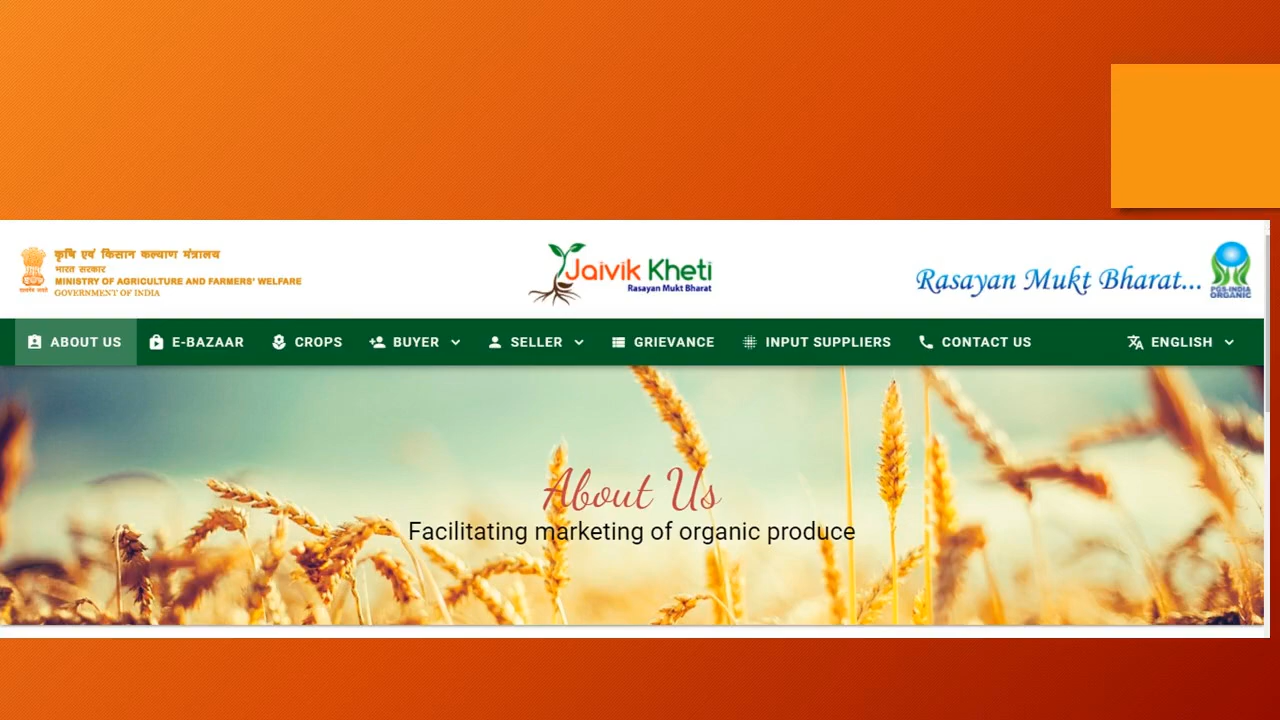 कृषि एवं किसान कल्याण मंत्रालय
भारत सरकार
MINISTRY OF AGRICULTURE AND FARMERS' WELFARE
GOVERNMENT OF INDIA
Jaivik Kheti
Rasayan Mukt Bharat
Rasayan Mukt Bharat...
PGS-INDIA
ORGANIC
ABOUT US E-BAZAAR CROPS BUYER SELLER GRIEVANCE INPUT SUPPLIERS CONTACT US ENGLISH
About Us
Facilitating marketing of organic produce